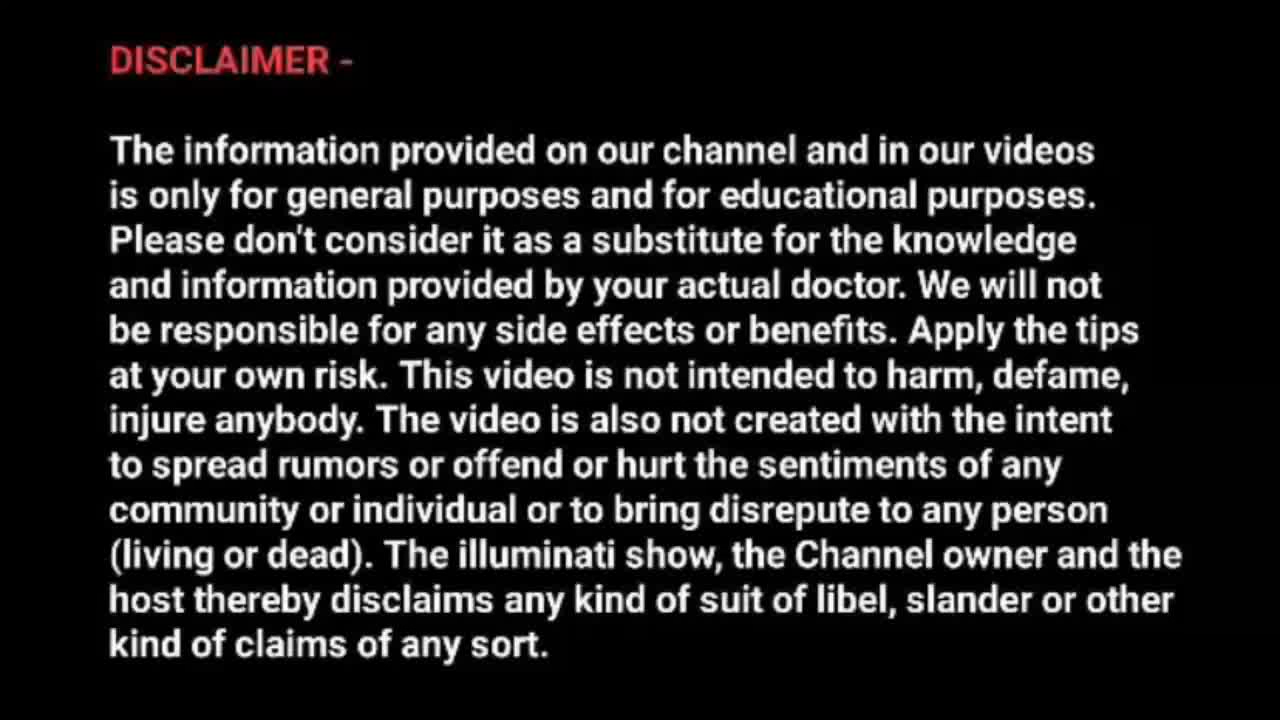 DISCLAIMER -
The information provided on our channel and in our videos
is only for general purposes and for educational purposes.
Please don't consider it as a substitute for the knowledge
and information provided by your actual doctor. We will not
be responsible for any side effects or benefits. Apply the tips
at your own risk. This video is not intended to harm, defame,
injure anybody. The video is also not created with the intent
to spread rumors or offend or hurt the sentiments of any
community or individual or to bring disrepute to any person
(living or dead). The illuminati show, the Channel owner and the
host thereby disclaims any kind of suit of libel, slander or other
kind of claims of any sort.